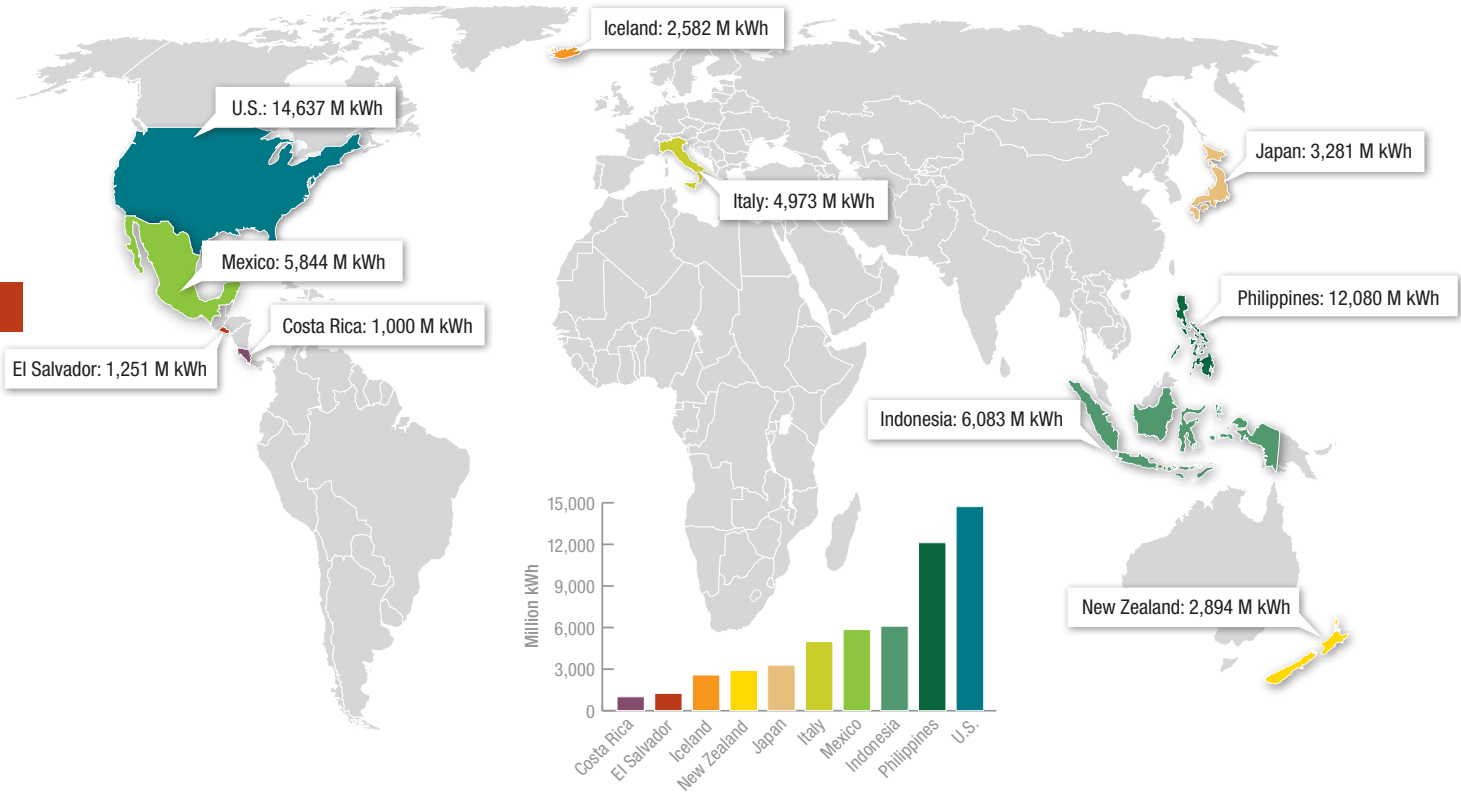 Iceland: 2,582 M kWh
U.S.: 14,637 M kWh
Japan: 3,281 M kWh
Italy: 4,973 M kWh
Mexico: 5,844 M kWh
Philippines: 12,080 M kWh
Costa Rica: 1,000 M kWh
El Salvador: 1,251 M kWh
Indonesia: 6,083 M kWh
New Zealand: 2,894 M kWh
Million kWh
15,000
12,000
9,000
6,000
3,000
0
Costa Rica
El Salvador
Iceland
New Zealand
Japan
Italy
Mexico
Indonesia
Philippines
U.S.